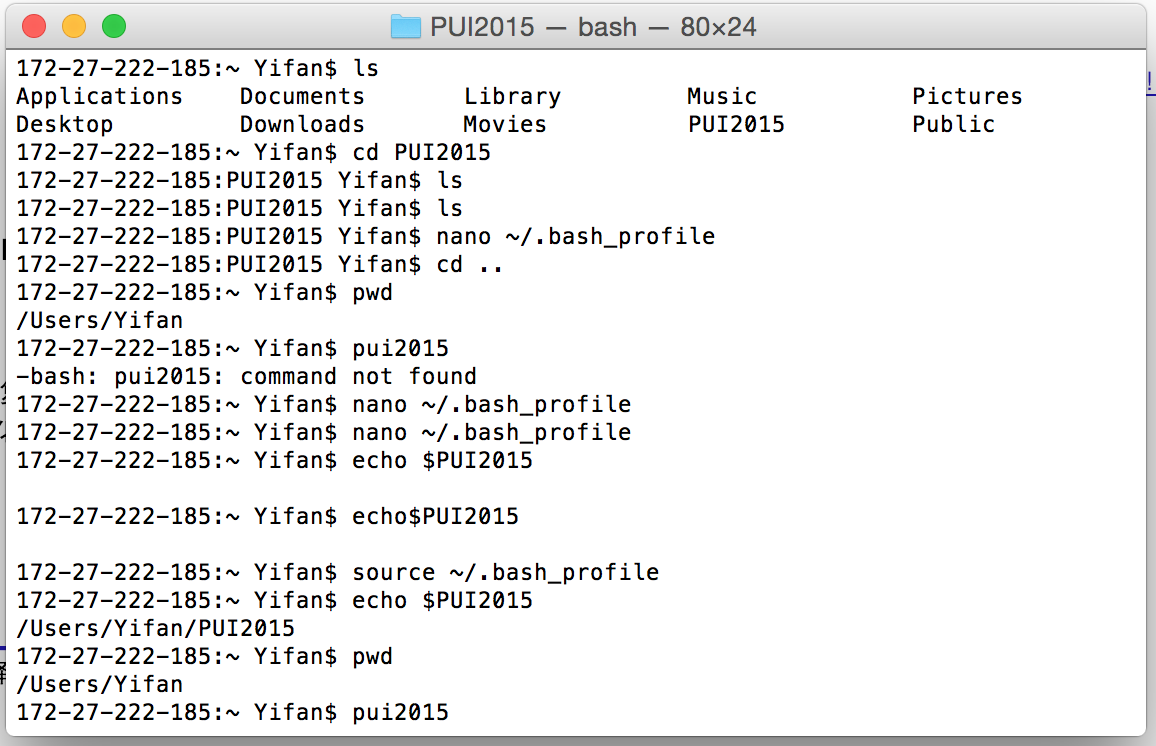 PUI2015 — bash — 80×24
172-27-222-185:~ Yifan$ ls
Applications Documents Library Music Pictures
Desktop Downloads Movies PUI2015 Public
172-27-222-185:~ Yifan$ cd PUI2015
172-27-222-185:PUI2015 Yifan$ ls
172-27-222-185:PUI2015 Yifan$ ls
172-27-222-185:PUI2015 Yifan$ nano ~/.bash_profile
172-27-222-185:PUI2015 Yifan$ cd ..
172-27-222-185:~ Yifan$ pwd
/Users/Yifan
172-27-222-185:~ Yifan$ pui2015
-bash: pui2015: command not found
172-27-222-185:~ Yifan$ nano ~/.bash_profile
172-27-222-185:~ Yifan$ nano ~/.bash_profile
172-27-222-185:~ Yifan$ echo $PUI2015
172-27-222-185:~ Yifan$ echo$PUI2015
172-27-222-185:~ Yifan$ source ~/.bash_profile
172-27-222-185:~ Yifan$ echo $PUI2015
/Users/Yifan/PUI2015
172-27-222-185:~ Yifan$ pwd
/Users/Yifan
172-27-222-185:~ Yifan$ pui2015